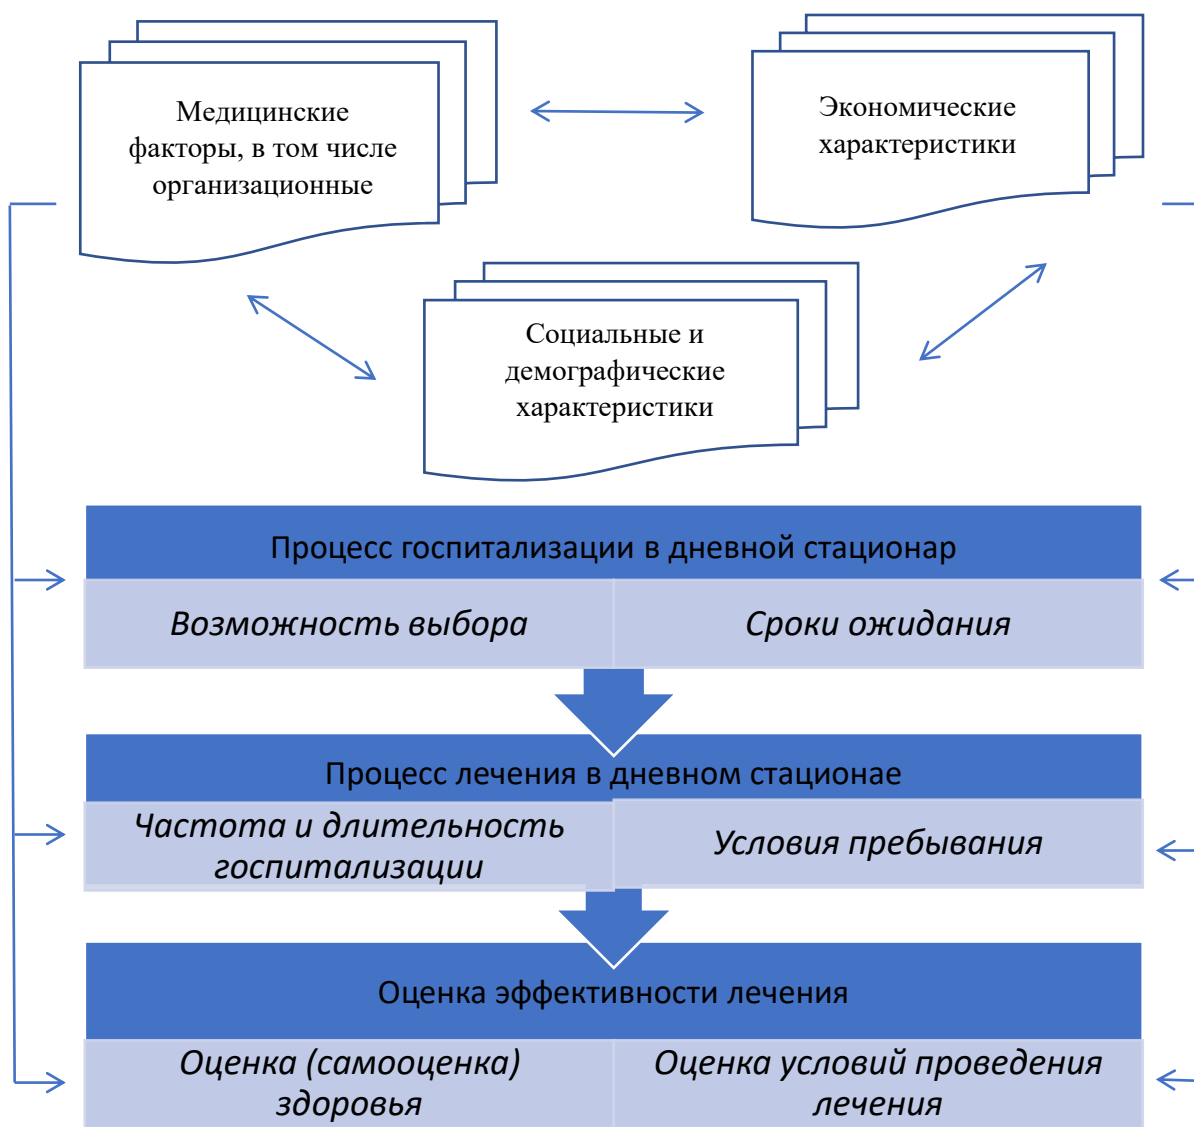 Медицинские
факторы, в том числе
организационные
Экономические
характеристики
Социальные и
демографические
характеристики
Процесс госпитализации в дневной стационар
Возможность выбора
Сроки ожидания
Процесс лечения в дневном стационае
Частота и длительность
госпитализации
Условия пребывания
Оценка эффективности лечения
Оценка (самооценка)
здоровья
Оценка условий проведения
лечения